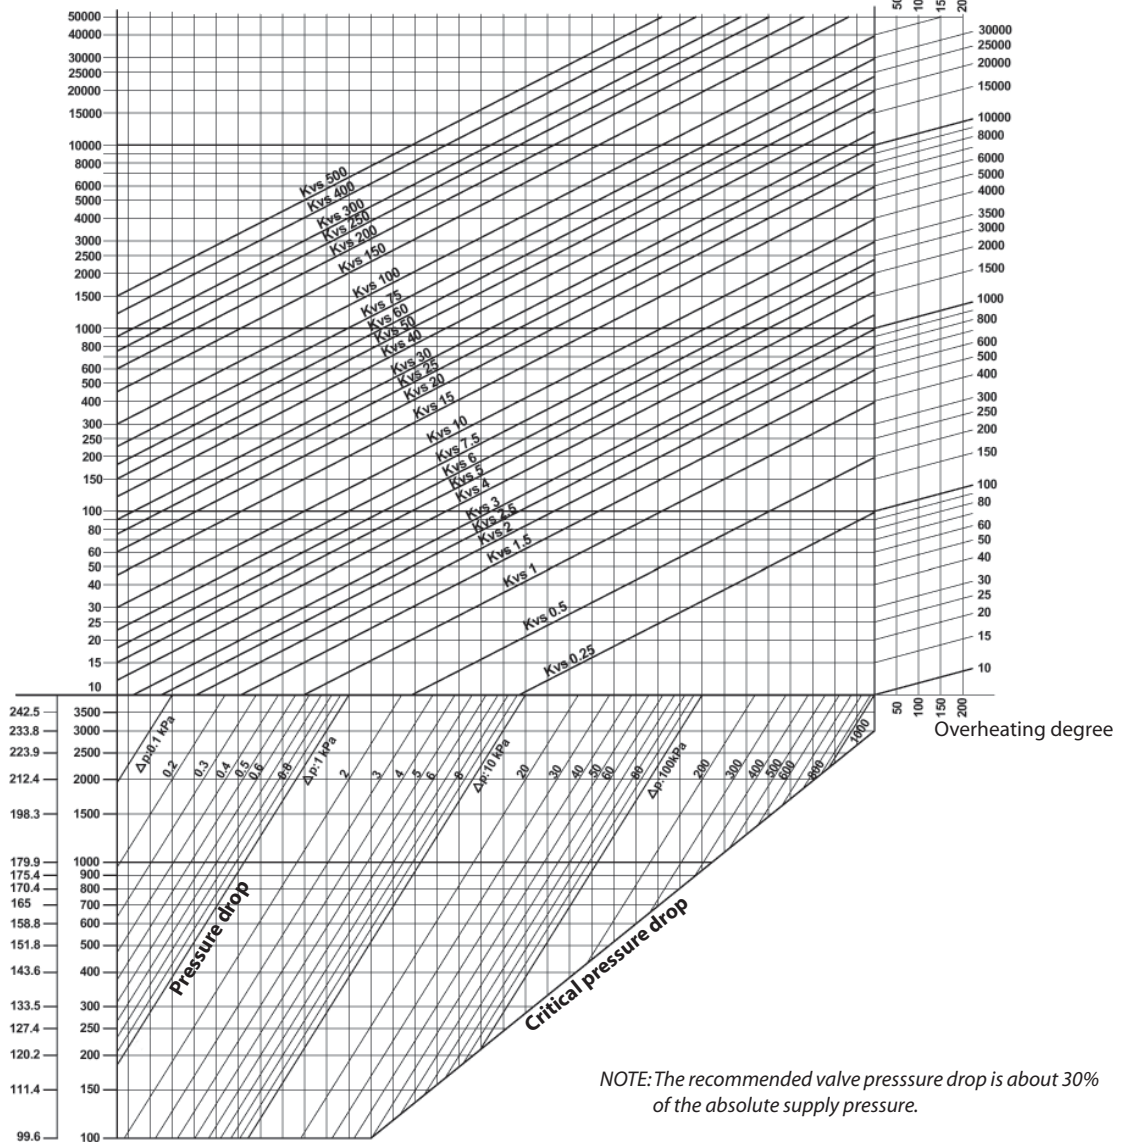 50000
40000
30000
25000
20000
15000
10000
8000
6000
5000
4000
3000
2500
2000
1500
1000
800
600
500
400
300
250
200
150
100
80
60
50
40
30
25
20
15
10
Kvs 500
Kvs 400
Kvs 300
Kvs 250
Kvs 200
Kvs 150
Kvs 100
Kvs 75
Kvs 60
Kvs 50
Kvs 40
Kvs 30
Kvs 25
Kvs 20
Kvs 15
Kvs 10
Kvs 7.5
Kvs 6
Kvs 5
Kvs 4
Kvs 3
Kvs 2.5
Kvs 2
Kvs 1.5
Kvs 1
Kvs 0.5
Kvs 0.25
50 10 15 20
30000
25000
20000
15000
10000
8000
6000
5000
4000
3500
3000
2000
1500
1000
800
600
500
400
300
250
200
150
100
80
60
50
40
30
25
20
15
10
50 100 150 200
Overheating degree
242.5 3500
233.8 3000
223.9 2500
212.4 2000
198.3 1500
179.9 1000
175.4 900
170.4 800
165 700
158.8 600
151.8 500
143.6 400
133.5 300
127.4 250
120.2 200
111.4 150
99.6 100
Δp:0.1 kPa 0.2 0.3 0.4 0.5 0.6 0.8 Δp:1 kPa 2 3 4 5 6 8 Δp:10 kPa 20 30 40 50 60 80 Δp:100kPa 200 300 400 500 600 800 1000
Pressure drop
Critical pressure drop
NOTE: The recommended valve presssure drop is about 30%
of the absolute supply pressure.